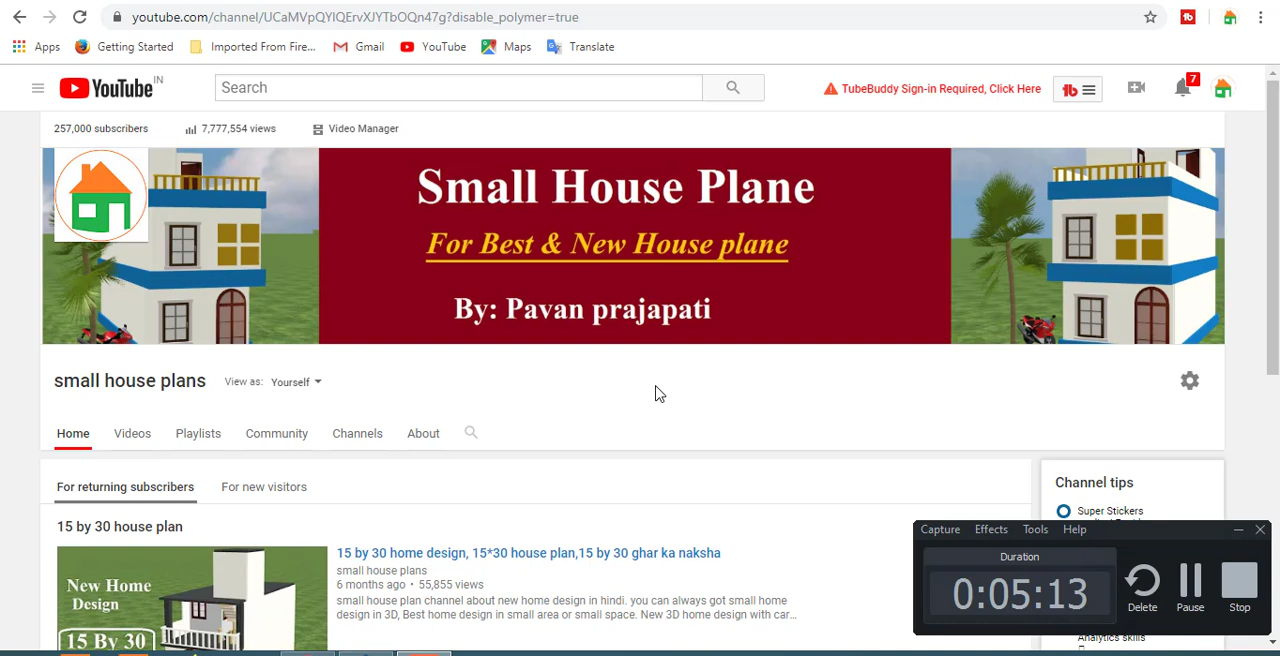 youtube.com/channel/UCaMVpQYlQErvXJYTbOQn47g?disable_polymer=true
Apps Getting Started Imported From Fire... Gmail YouTube Maps Translate
YouTube IN Search TubeBuddy Sign-in Required, Click Here tb 7
257,000 subscribers 7,777,554 views Video Manager
Small House Plane
For Best & New House plane
By: Pavan prajapati
small house plans View as: Yourself
Home Videos Playlists Community Channels About
For returning subscribers For new visitors
Channel tips
Super Stickers
15 by 30 house plan
15 by 30 home design, 15*30 house plan,15 by 30 ghar ka naksha
small house plans
6 months ago • 55,855 views
small house plan channel about new home design in hindi. you can always got small home
design in 3D, Best home design in small area or small space. New 3D home design with car...
New Home
Design
15 By 30
Capture Effects Tools Help
Duration
0:05:13
Delete Pause Stop
Analytics skills